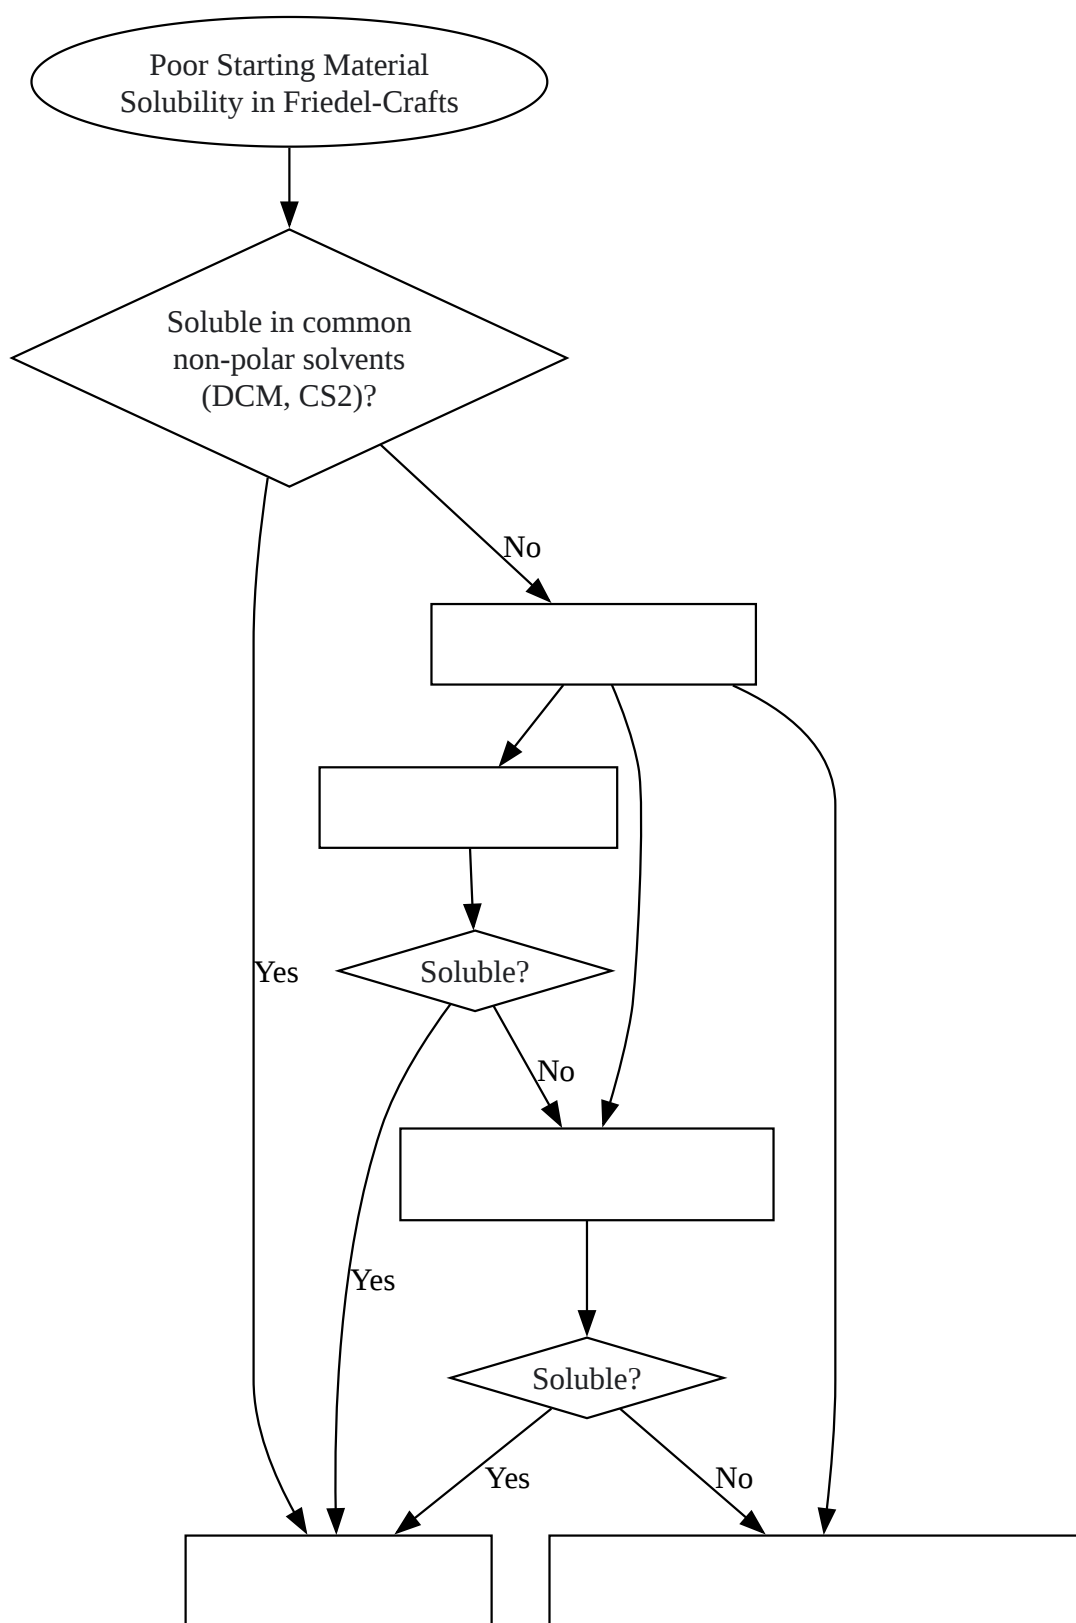 Poor Starting Material
Solubility in Friedel-Crafts
Soluble in common
non-polar solvents
(DCM, CS2)?
No
Yes
Soluble?
No
Yes
Soluble?
Yes
No